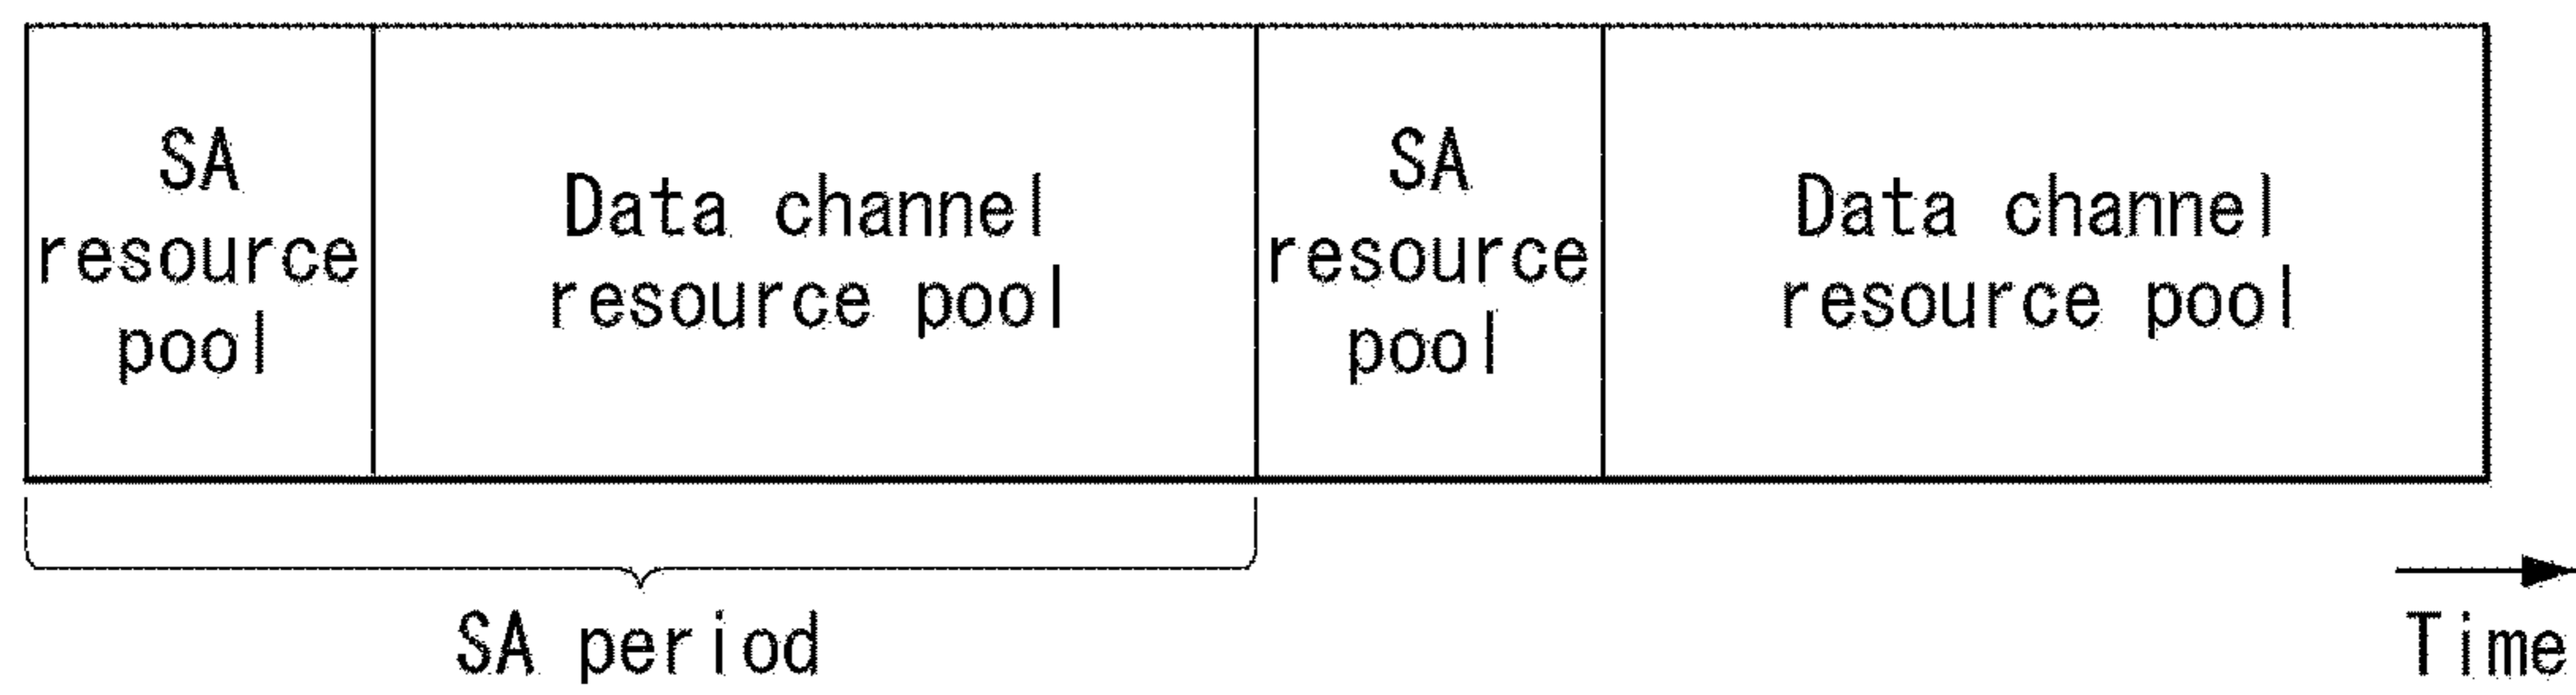 SA
resource
pool
Data channel
resource pool
SA
resource
pool
Data channel
resource pool
SA period
Time